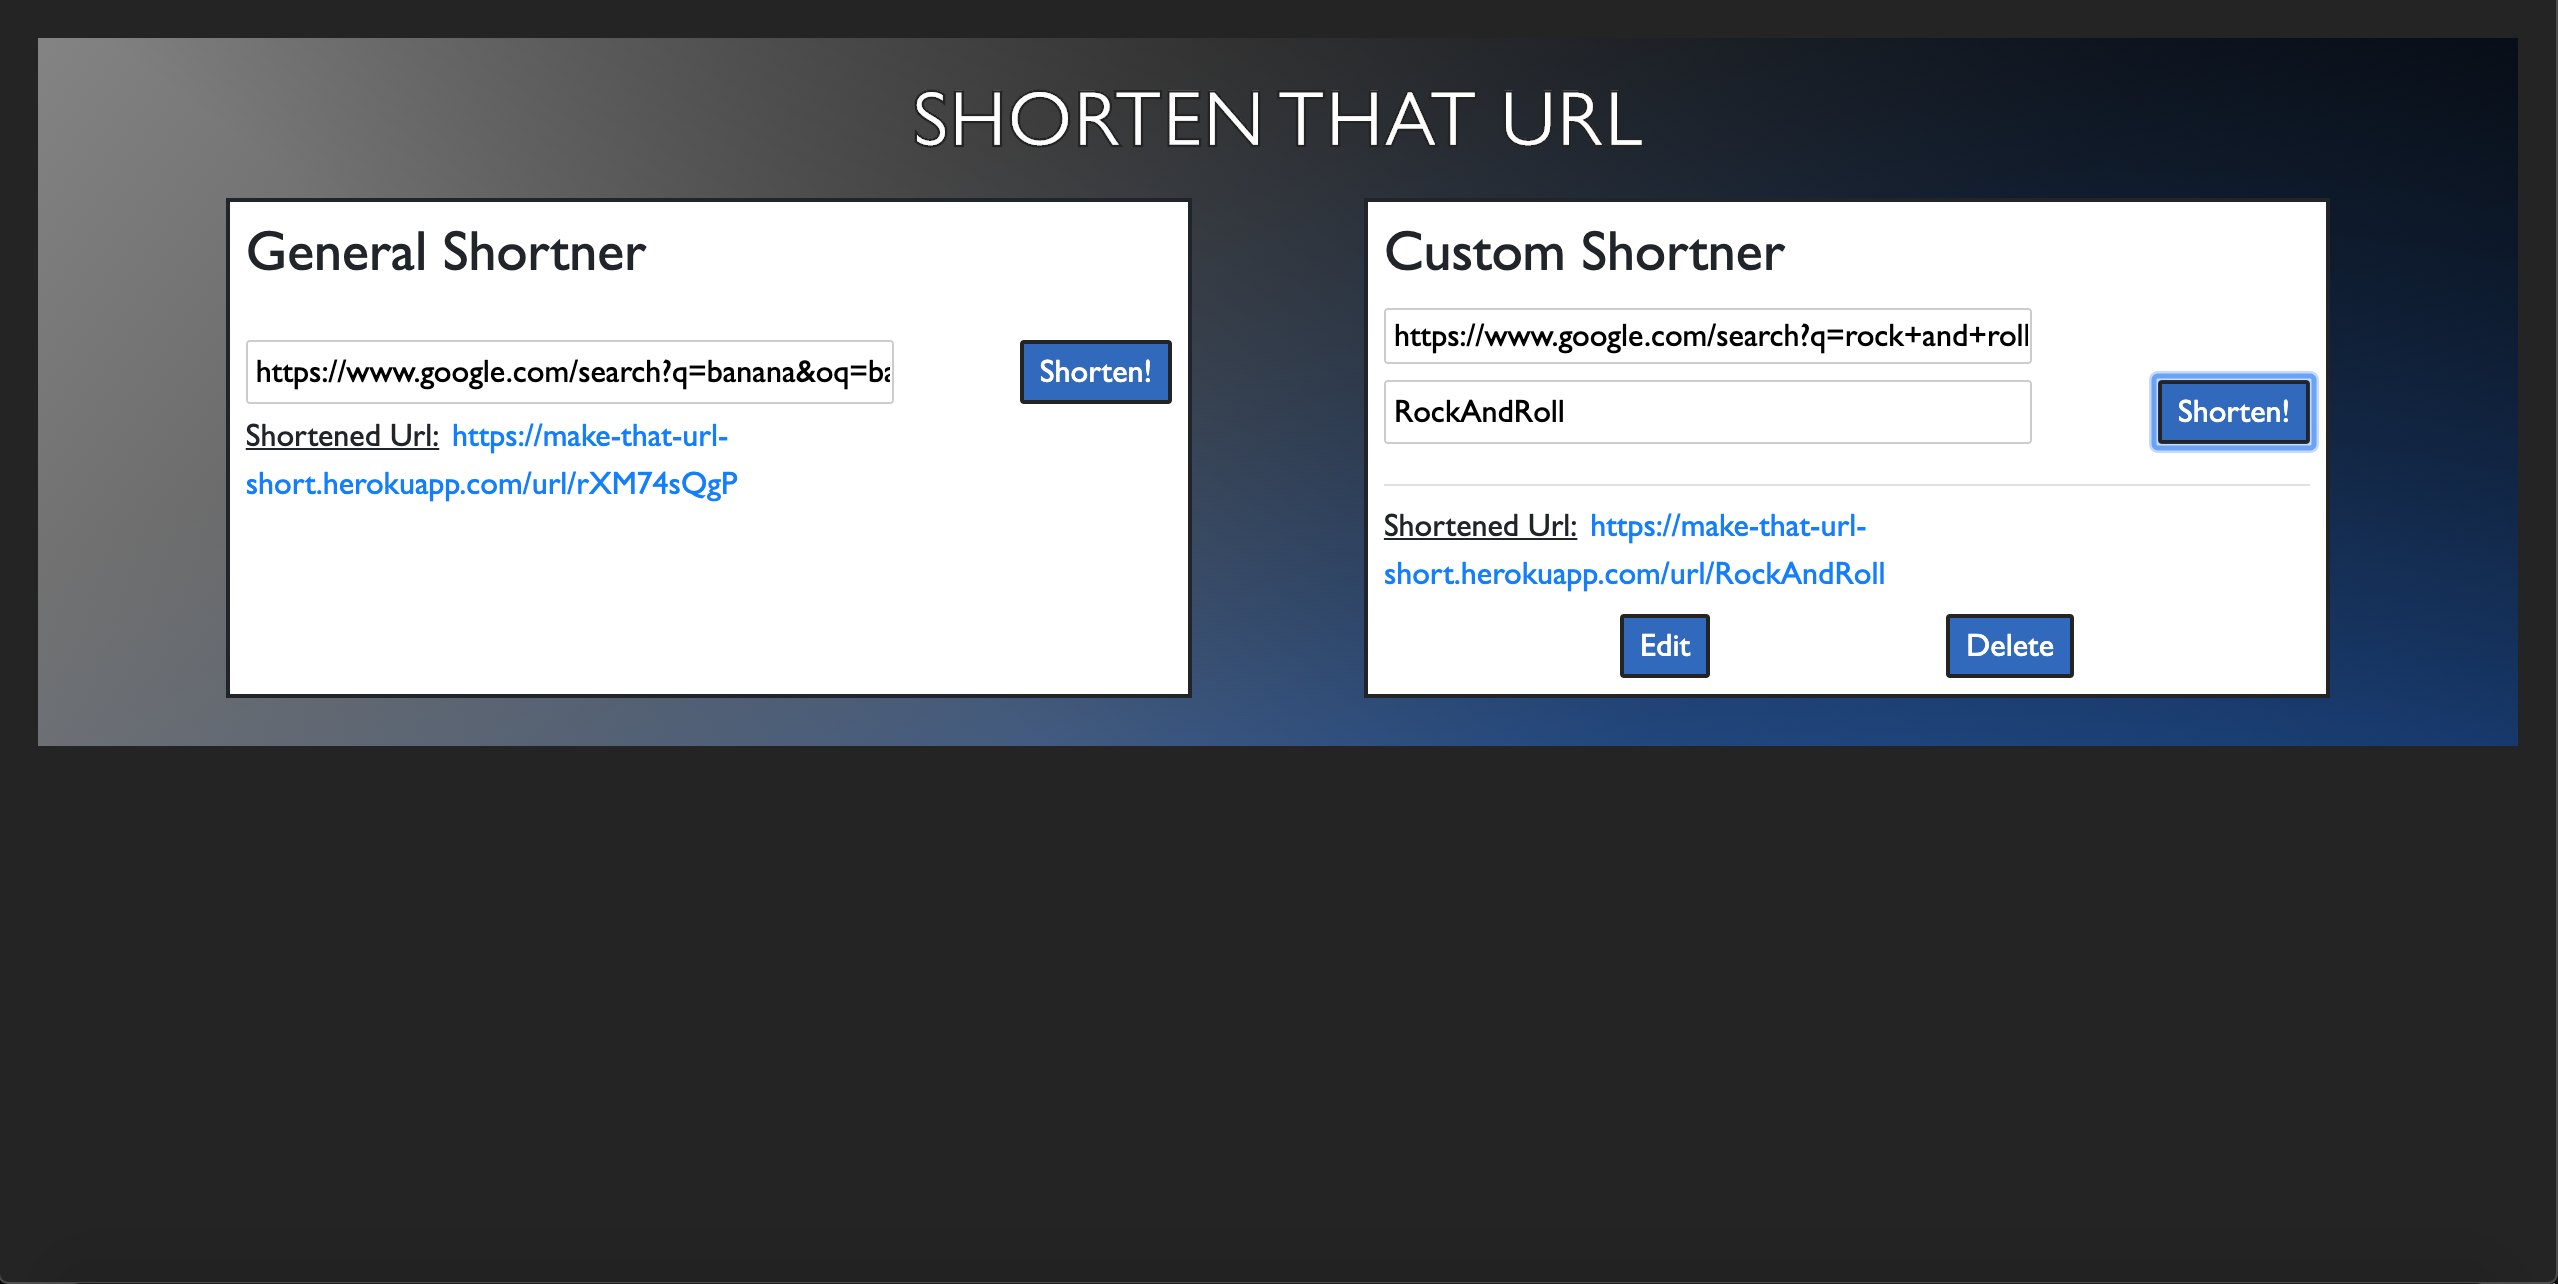 SHORTEN THAT URL
General Shortner
https://www.google.com/search?q=banana&oq=ba
Shorten!
Shortened Url: https://make-that-url-
short.herokuapp.com/url/rXM74sQgP
Custom Shortner
https://www.google.com/search?q=rock+and+roll
RockAndRoll
Shorten!
Shortened Url: https://make-that-url-
short.herokuapp.com/url/RockAndRoll
Edit
Delete